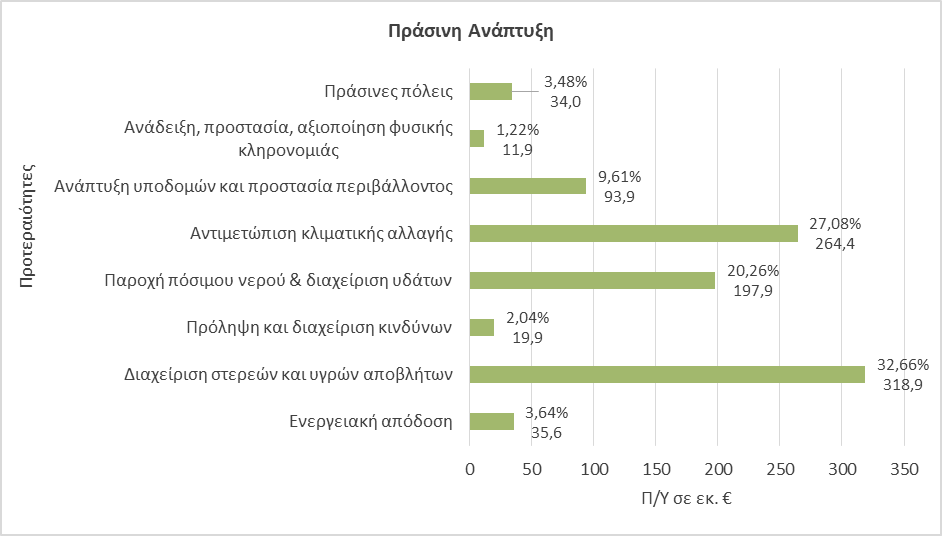 Πράσινη Ανάπτυξη
Προτεραιότητες
Πράσινες πόλεις
3,48%
34,0
Ανάδειξη, προστασία, αξιοποίηση φυσικής
κληρονομιάς
1,22%
11,9
Ανάπτυξη υποδομών και προστασία περιβάλλοντος
9,61%
93,9
Αντιμετώπιση κλιματικής αλλαγής
27,08%
264,4
Παροχή πόσιμου νερού & διαχείριση υδάτων
20,26%
197,9
Πρόληψη και διαχείριση κινδύνων
2,04%
19,9
Διαχείριση στερεών και υγρών αποβλήτων
32,66%
318,9
Ενεργειακή απόδοση
3,64%
35,6
0 50 100 150 200 250 300 350
Π/Υ σε εκ. €